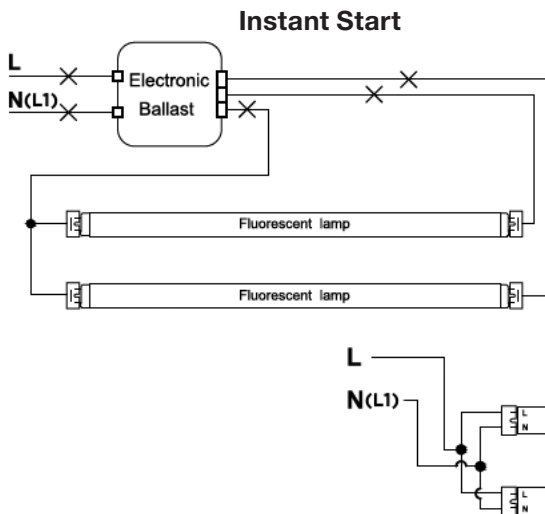 Instant Start
L
N(L1)
Electronic
Ballast
Fluorescent lamp
Fluorescent lamp
L
N(L1)
L
N
L
N